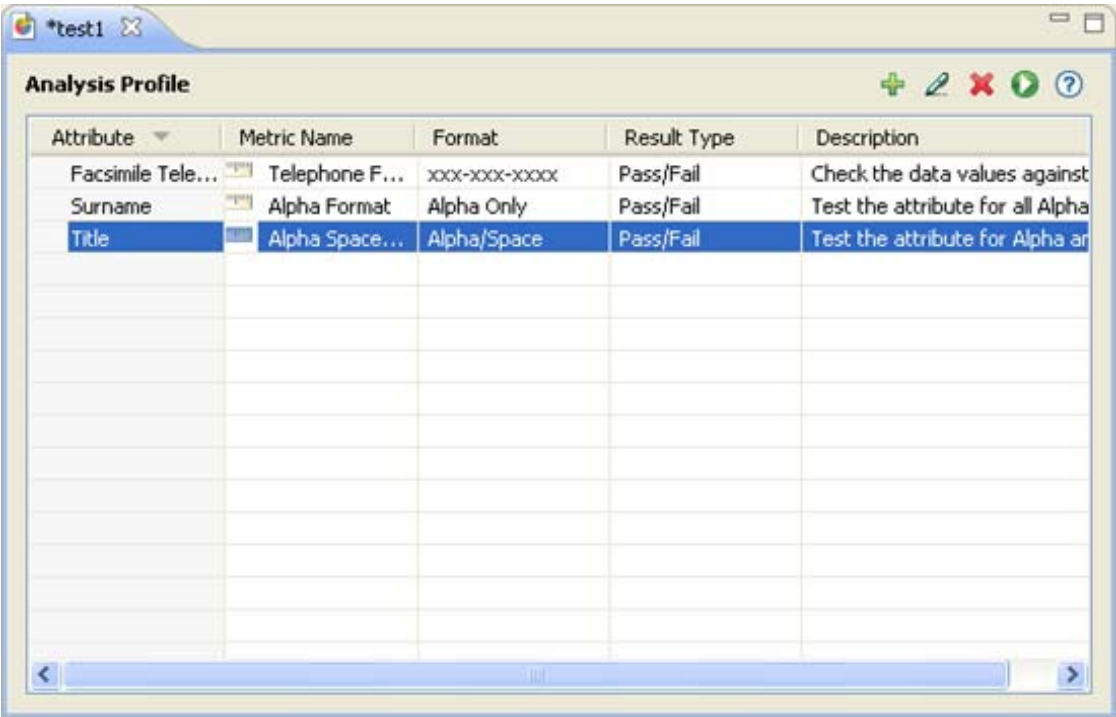 *test1
Analysis Profile
Attribute Metric Name Format Result Type Description
Facsimile Tele... Telephone F... xxx-xxx-xxxx Pass/Fail Check the data values against
Surname Alpha Format Alpha Only Pass/Fail Test the attribute for all Alpha
Title Alpha Space... Alpha/Space Pass/Fail Test the attribute for Alpha